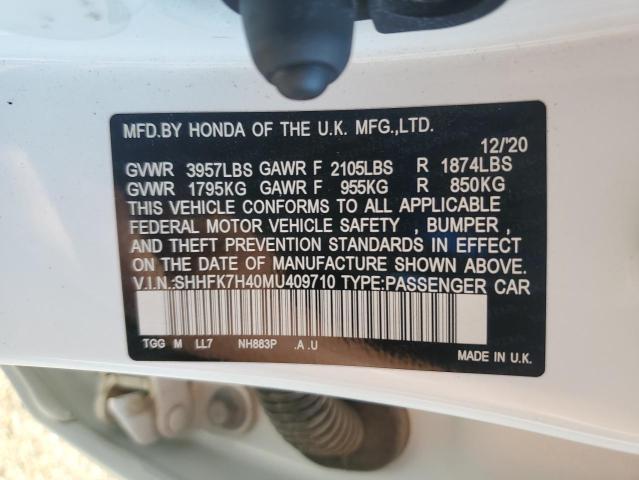 MFD.BY HONDA OF THE U.K. MFG.,LTD.
12/'20
GVWR 3957LBS GAWR F 2105LBS R 1874LBS
GVWR 1795KG GAWR F 955KG R 850KG
THIS VEHICLE CONFORMS TO ALL APPLICABLE
FEDERAL MOTOR VEHICLE SAFETY , BUMPER ,
AND THEFT PREVENTION STANDARDS IN EFFECT
ON THE DATE OF MANUFACTURE SHOWN ABOVE.
V.I.N.:SHHFK7H40MU409710 TYPE:PASSENGER CAR
TGG M LL7 NH883P .A .U
MADE IN U.K.